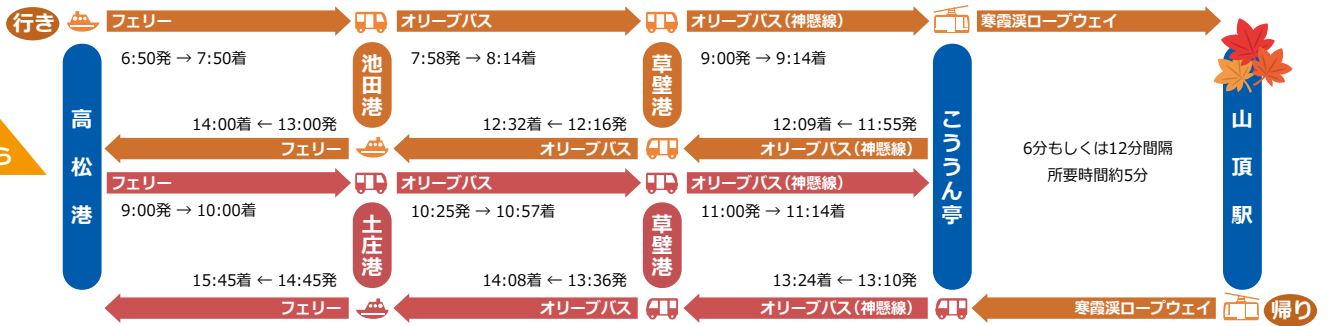 行き
フェリー
オリーブバス
オリーブバス（神懸線）
寒霞渓ロープウェイ
6:50発 → 7:50着
7:58発 → 8:14着
9:00発 → 9:14着
高松港
池田港
草壁港
こううん亭
山頂駅
14:00着 ← 13:00発
12:32着 ← 12:16発
12:09着 ← 11:55発
6分もしくは12分間隔
所要時間約5分
ら
フェリー
オリーブバス
オリーブバス（神懸線）
フェリー
オリーブバス
オリーブバス（神懸線）
9:00発 → 10:00着
10:25発 → 10:57着
11:00発 → 11:14着
土庄港
草壁港
15:45着 ← 14:45発
14:08着 ← 13:36発
13:24着 ← 13:10発
フェリー
オリーブバス
オリーブバス（神懸線）
寒霞渓ロープウェイ
帰り